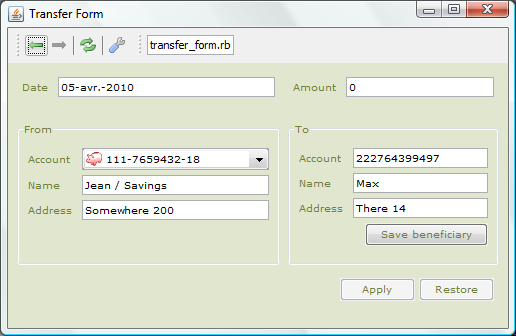 Transfer Form
transfer_form.rb
Date 05-avr.-2010 Amount 0
From
Account 111-7659432-18
Name Jean / Savings
Address Somewhere 200
To
Account 222764399497
Name Max
Address There 14
Save beneficiary
Apply Restore